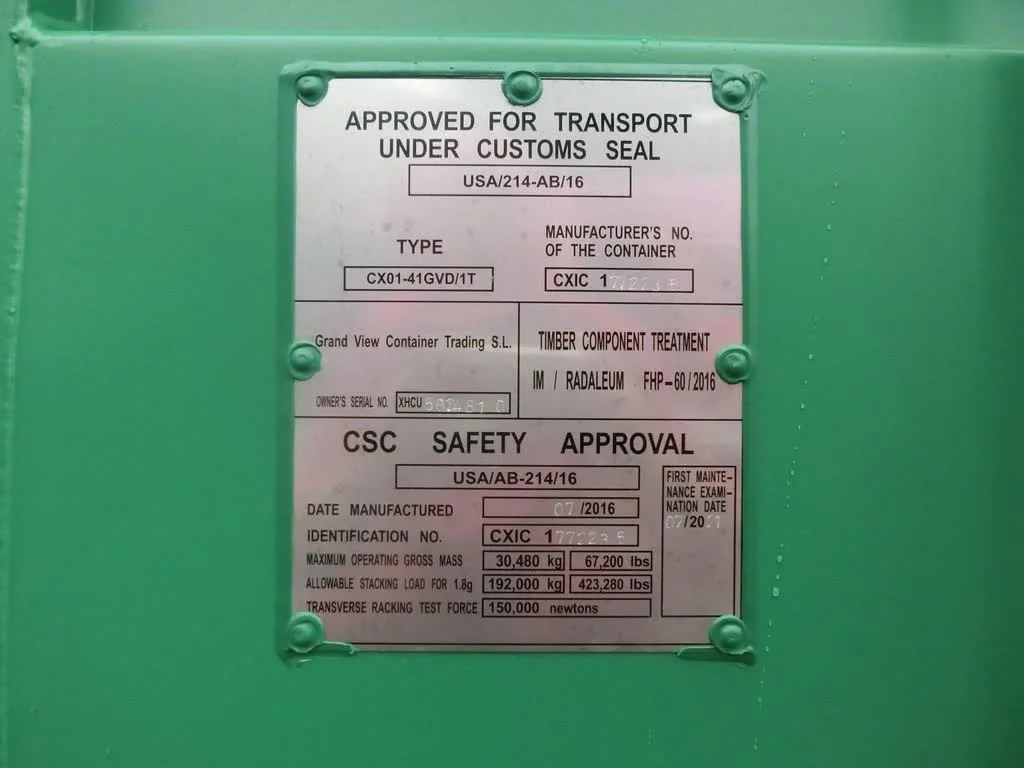 APPROVED FOR TRANSPORT
UNDER CUSTOMS SEAL
USA/214-AB/16
TYPE
CX01-41GVD/1T
MANUFACTURER'S NO.
OF THE CONTAINER
CXIC 1
Grand View Container Trading S.L.
OWNER'S SERIAL NO. XHCU
TIMBER COMPONENT TREATMENT
IM / RADALEUM FHP-60/2016
CSC SAFETY APPROVAL
USA/AB-214/16
DATE MANUFACTURED 07/2016
IDENTIFICATION NO. CXIC 1
MAXIMUM OPERATING GROSS MASS 30,480 kg 67,200 lbs
ALLOWABLE STACKING LOAD FOR 1.8g 192,000 kg 423,280 lbs
TRANSVERSE RACKING TEST FORCE 150,000 newtons
FIRST MAINTE-
NANCE EXAMI-
NATION DATE
07/2021